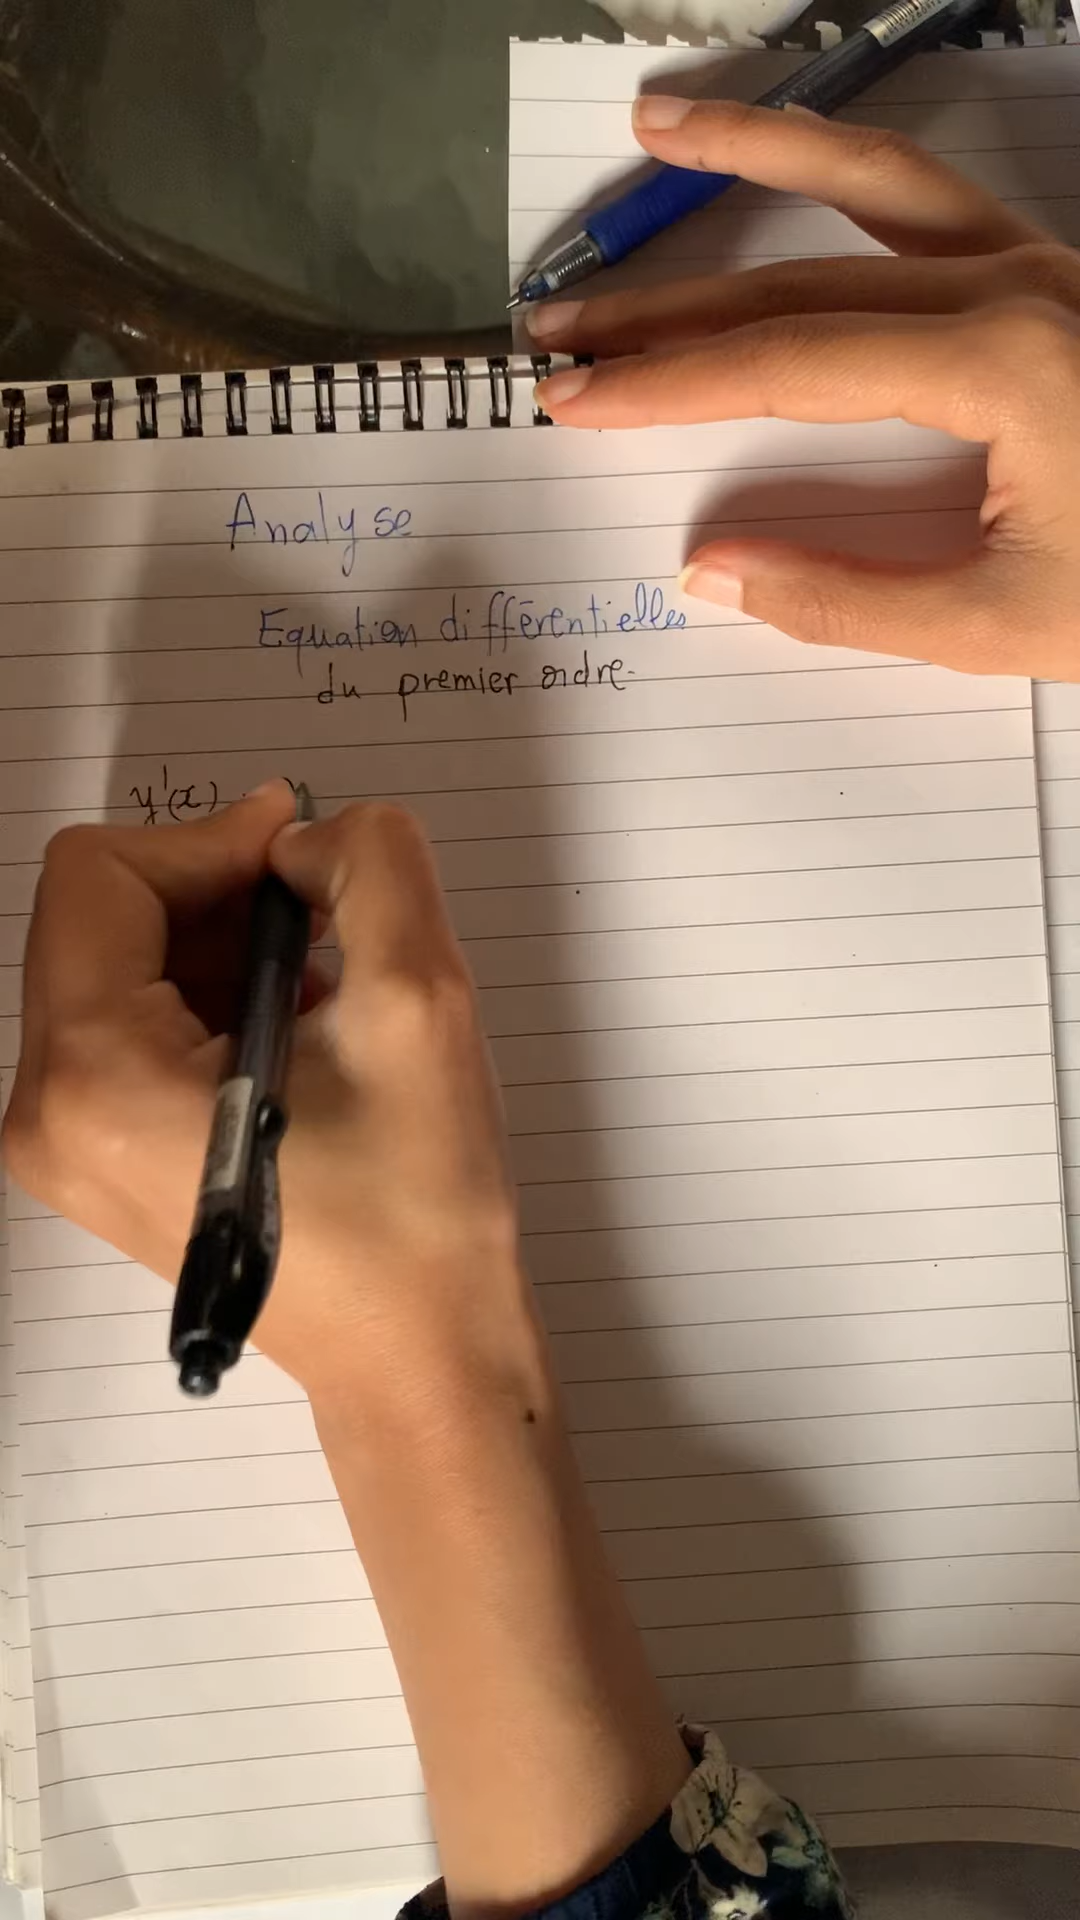 Analyse
Equation différentielles
du premier ordre.
y'(x)